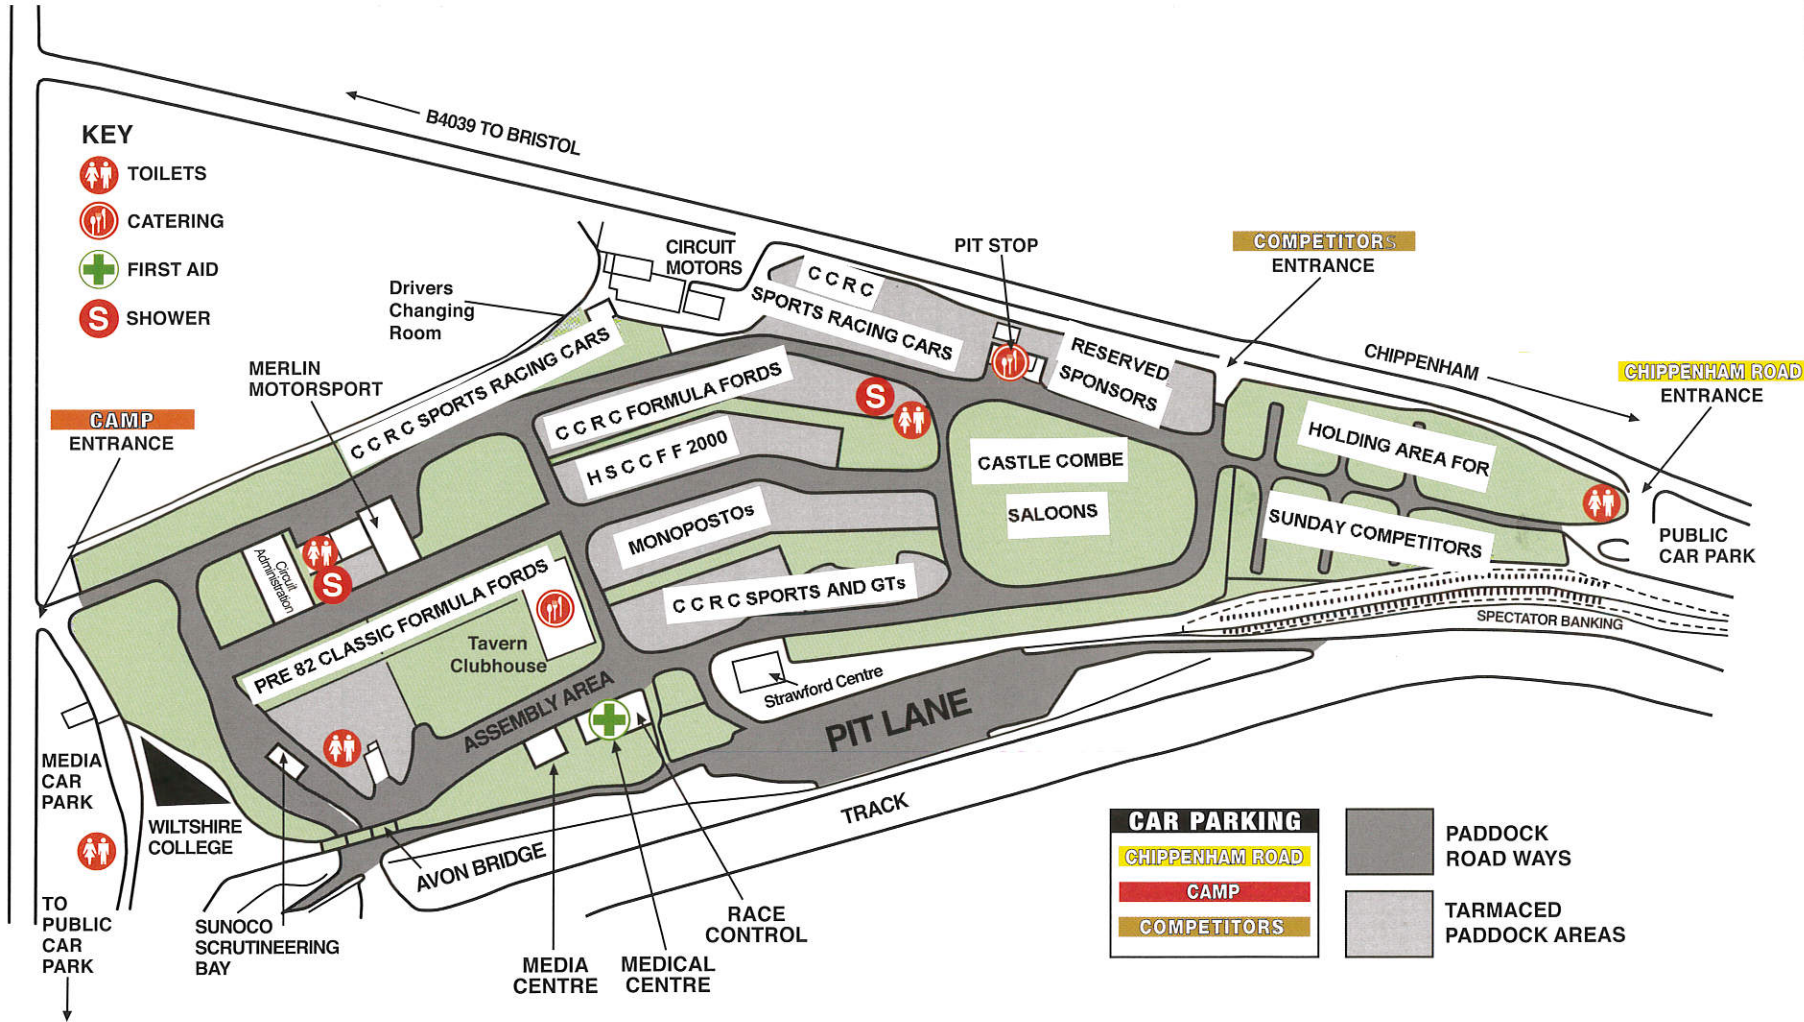 B4039 TO BRISTOL
KEY
TOILETS
CATERING
FIRST AID
S SHOWER
Drivers
Changing
Room
CIRCUIT
MOTORS
PIT STOP
COMPETITORS
ENTRANCE
CHIPPENHAM
CHIPPENHAM ROAD
ENTRANCE
MERLIN
MOTORSPORT
CAMP
ENTRANCE
C C R C
SPORTS RACING CARS
RESERVED
SPONSORS
C C R C SPORTS RACING CARS
C C R C FORMULA FORDS
S
H S C C F F 2000
CASTLE COMBE
SALOONS
HOLDING AREA FOR
SUNDAY COMPETITORS
PUBLIC
CAR PARK
MONOPOSTOs
C C R C SPORTS AND GTs
Circuit
Administration
S
PRE 82 CLASSIC FORMULA FORDS
Tavern
Clubhouse
SPECTATOR BANKING
Strawford Centre
ASSEMBLY AREA
PIT LANE
TRACK
MEDIA
CAR
PARK
WILTSHIRE
COLLEGE
AVON BRIDGE
TO
PUBLIC
CAR
PARK
SUNOCO
SCRUTINEERING
BAY
MEDIA
CENTRE
MEDICAL
CENTRE
RACE
CONTROL
CAR PARKING
CHIPPENHAM ROAD
CAMP
COMPETITORS
PADDOCK
ROAD WAYS
TARMACED
PADDOCK AREAS